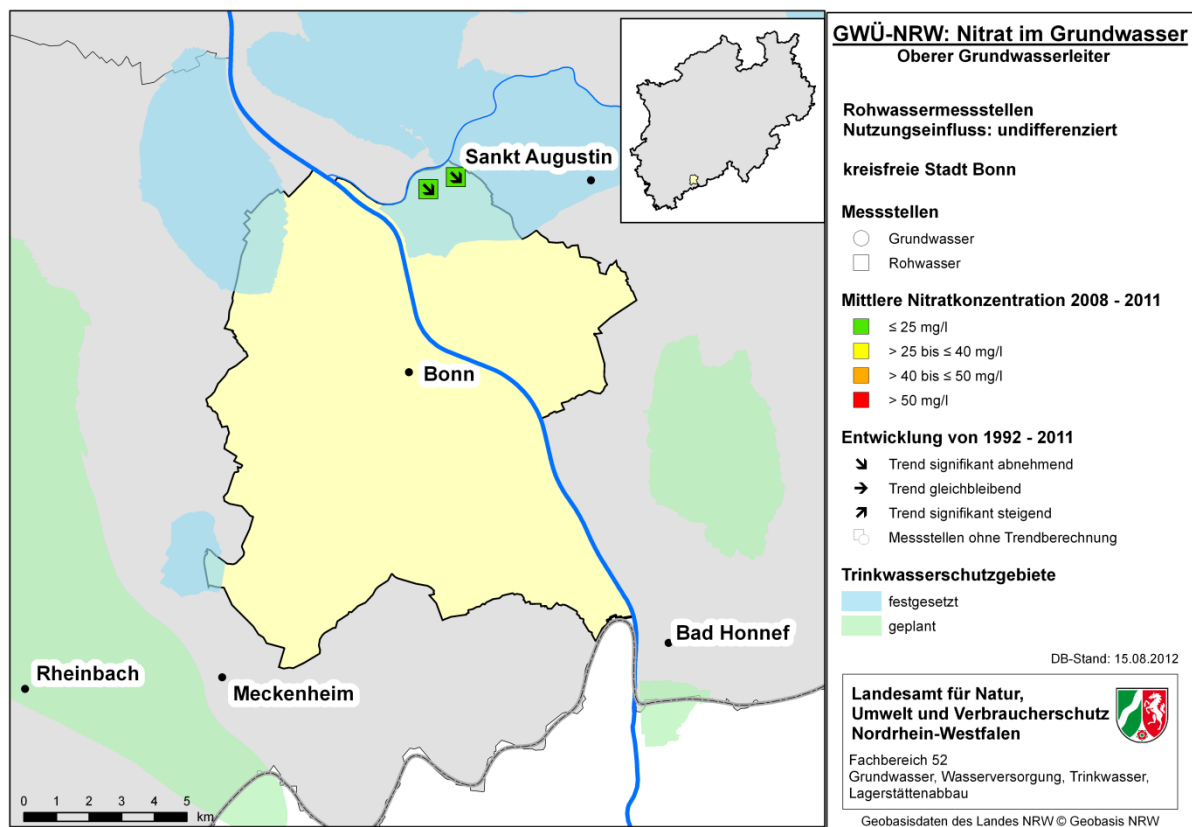 Sankt Augustin
Bonn
Bad Honnef
Rheinbach
Meckenheim
0 1 2 3 4 5
km
GWÜ-NRW: Nitrat im Grundwasser
Oberer Grundwasserleiter
Rohwassermessstellen
Nutzungseinfluss: undifferenziert
kreisfreie Stadt Bonn
Messstellen
Grundwasser
Rohwasser
Mittlere Nitratkonzentration 2008 - 2011
≤ 25 mg/l
> 25 bis ≤ 40 mg/l
> 40 bis ≤ 50 mg/l
> 50 mg/l
Entwicklung von 1992 - 2011
Trend signifikant abnehmend
Trend gleichbleibend
Trend signifikant steigend
Messstellen ohne Trendberechnung
Trinkwasserschutzgebiete
festgesetzt
geplant
DB-Stand: 15.08.2012
Landesamt für Natur,
Umwelt und Verbraucherschutz
Nordrhein-Westfalen
Fachbereich 52
Grundwasser, Wasserversorgung, Trinkwasser,
Lagerstättenabbau
Geobasisdaten des Landes NRW © Geobasis NRW